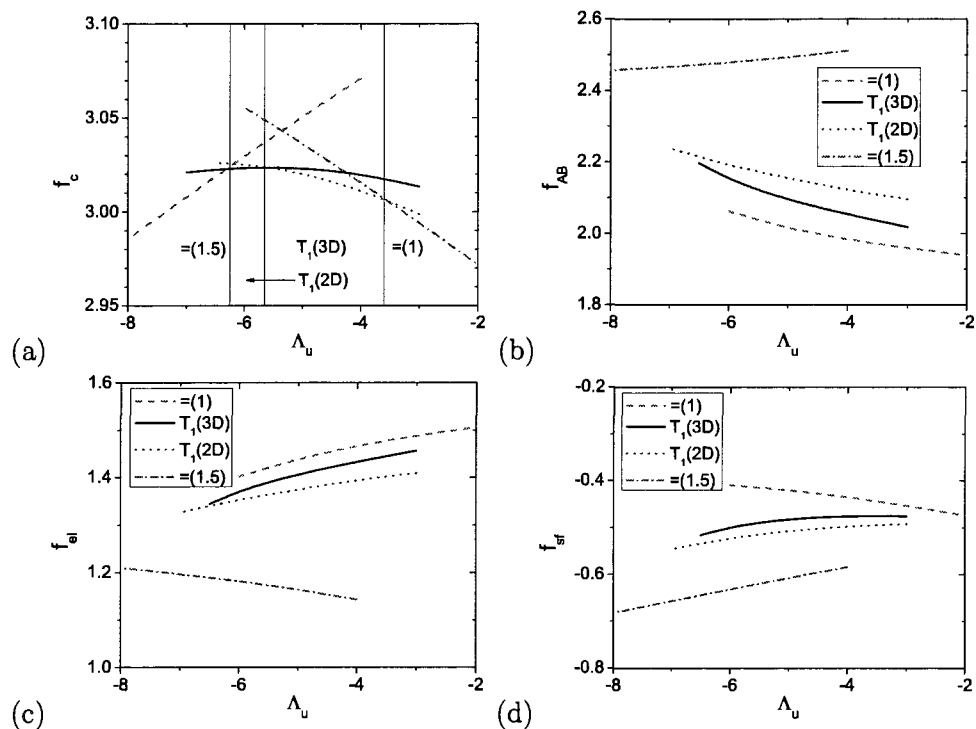 3.10
3.05
3.00
2.95
f_c
=(1.5)
T_1(3D)
=(1)
T_1(2D)
-8
-6
-4
-2
Λ_u
(a)
2.6
2.4
2.2
2.0
1.8
f_AB
=(1)
T_1(3D)
T_1(2D)
=(1.5)
-8
-6
-4
-2
Λ_u
(b)
1.6
1.4
1.2
1.0
f_el
=(1)
T_1(3D)
T_1(2D)
=(1.5)
-8
-6
-4
-2
Λ_u
(c)
-0.2
-0.4
-0.6
-0.8
f_sf
=(1)
T_1(3D)
T_1(2D)
=(1.5)
-8
-6
-4
-2
Λ_u
(d)